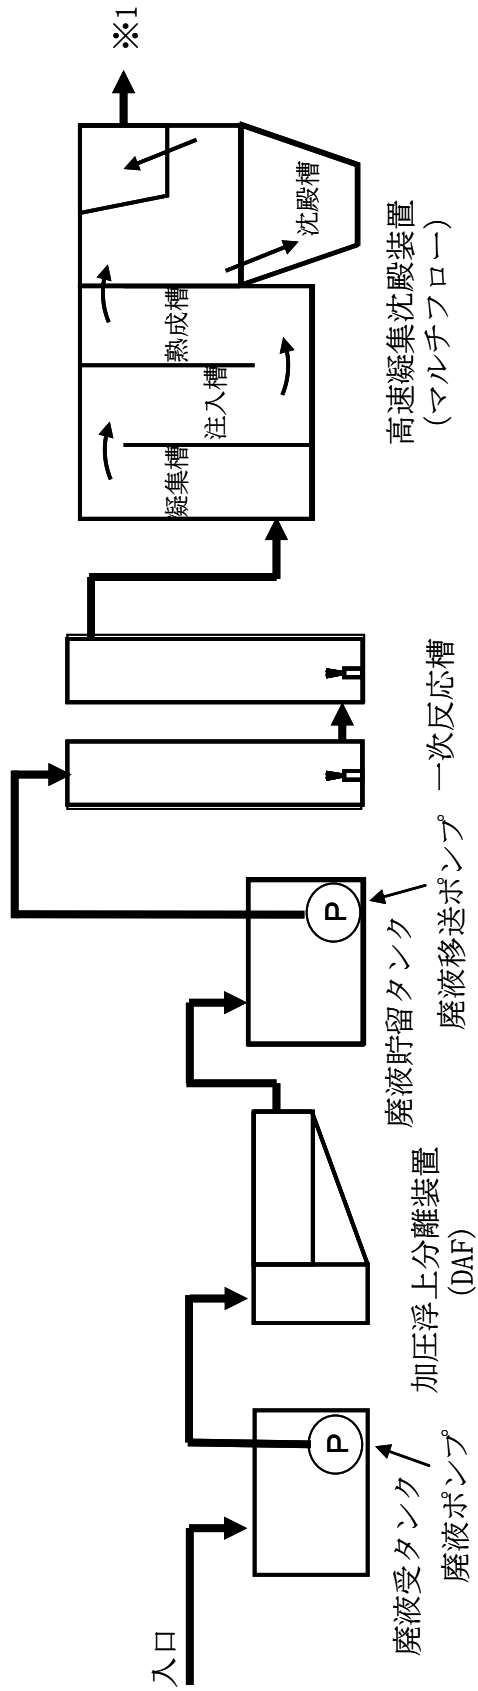 入口
廃液受タンク
P
廃液ポンプ
加圧浮上分離装置
(DAF)
廃液貯留タンク
P
廃液移送ポンプ
一次反応槽
凝集槽
注入槽
熟成槽
沈殿槽
高速凝集沈殿装置
(マルチフロー)
※1